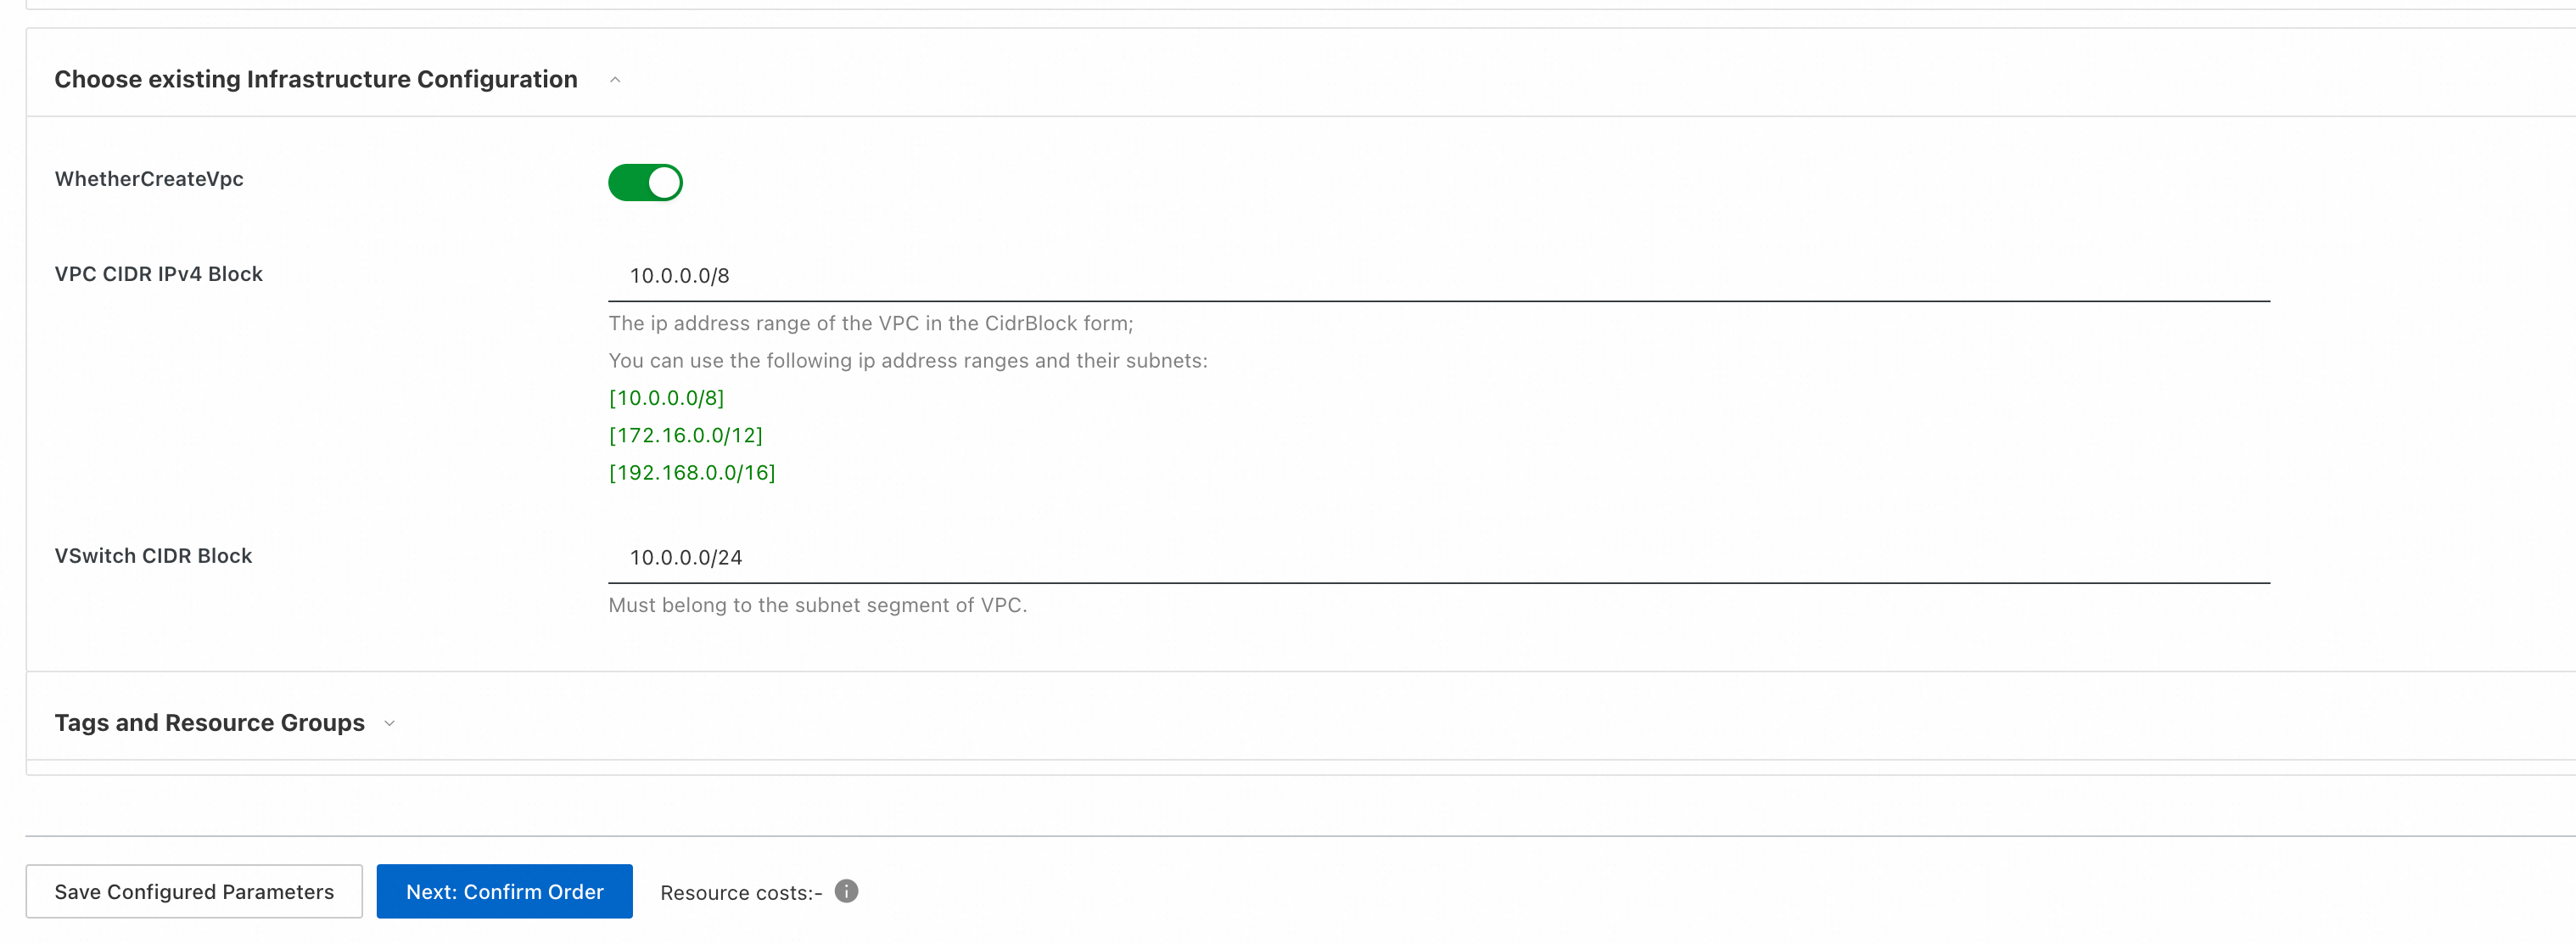 Choose existing Infrastructure Configuration
WhetherCreateVpc
VPC CIDR IPv4 Block
10.0.0.0/8
The ip address range of the VPC in the CidrBlock form;
You can use the following ip address ranges and their subnets:
[10.0.0.0/8]
[172.16.0.0/12]
[192.168.0.0/16]
VSwitch CIDR Block
10.0.0.0/24
Must belong to the subnet segment of VPC.
Tags and Resource Groups
Save Configured Parameters
Next: Confirm Order
Resource costs:-